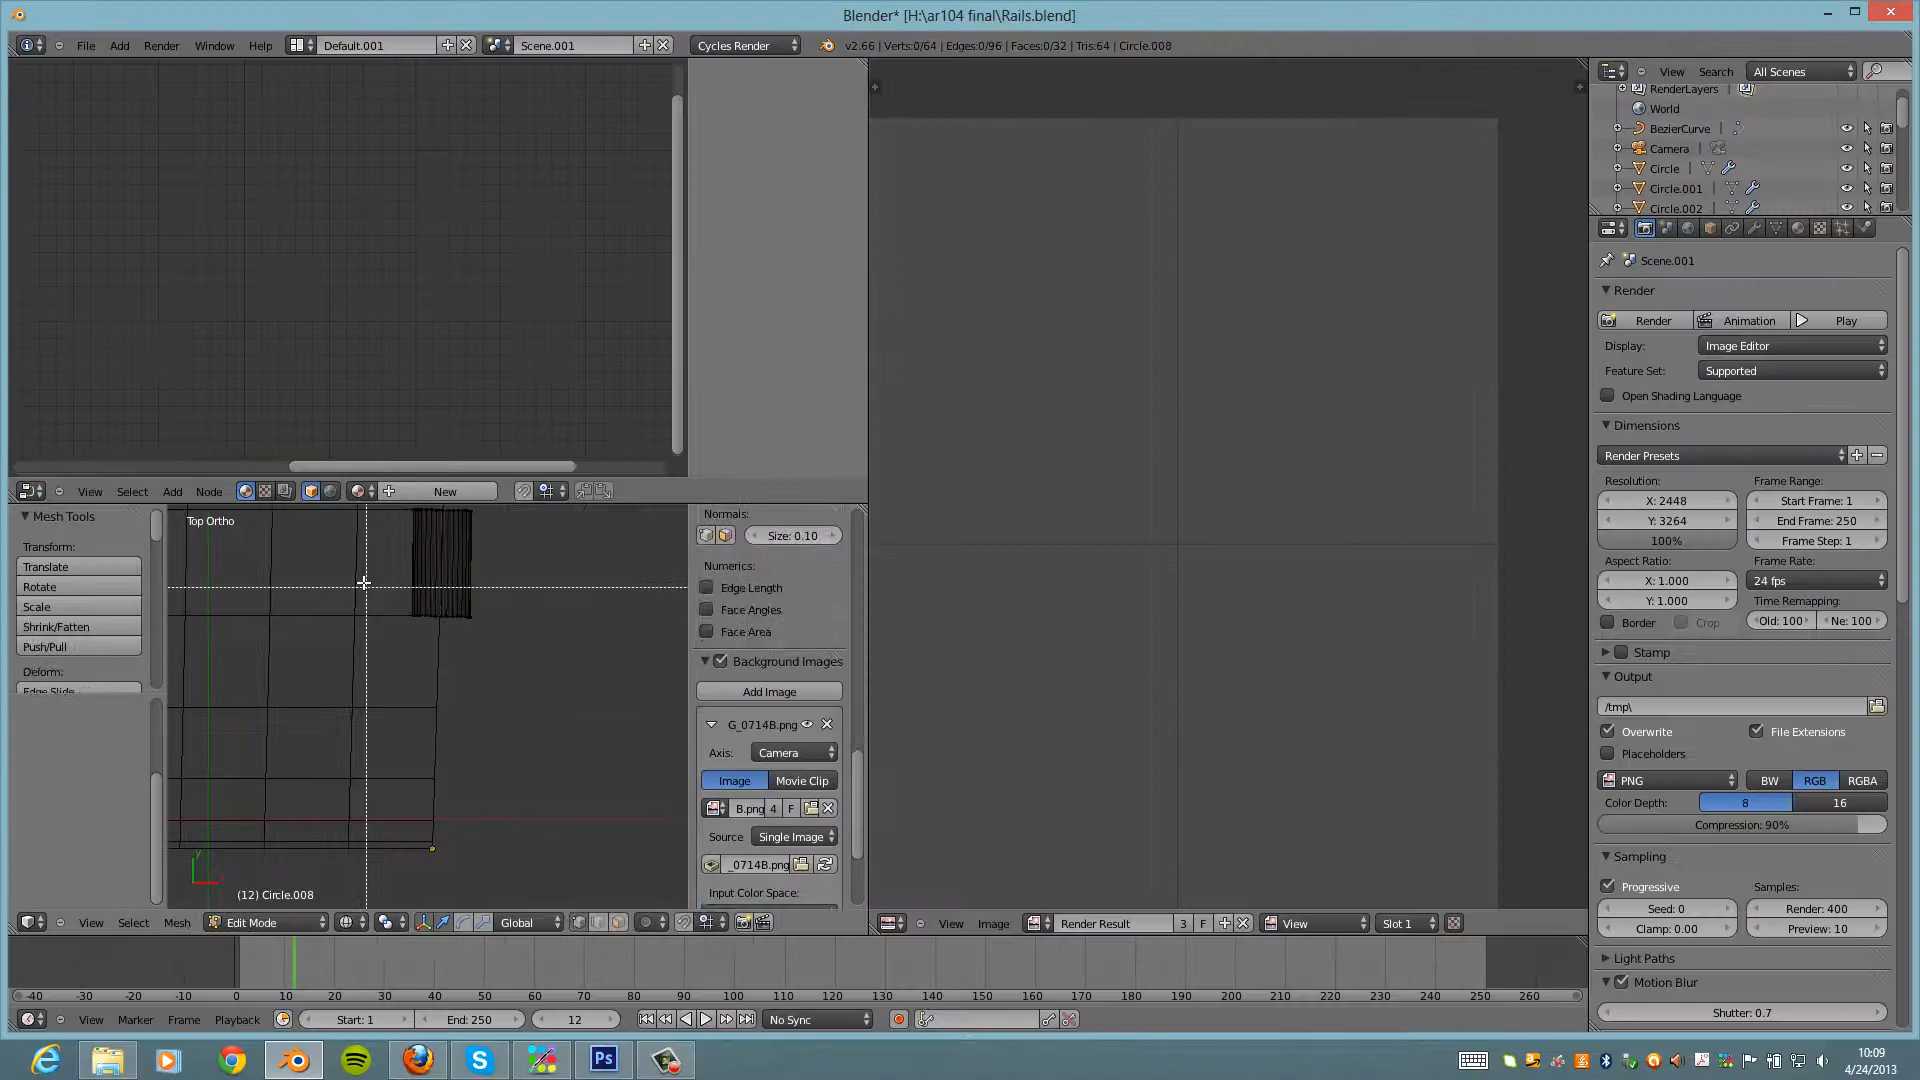 Blender* [H:\ar104 final\Rails.blend]
File Add Render Window Help Default.001 Scene.001 Cycles Render v2.66 | Verts:0/64 | Edges:0/96 | Faces:0/32 | Tris:64 | Circle.008
View Search All Scenes
RenderLayers
World
BezierCurve
Camera
Circle
Circle.001
Circle.002
Scene.001
Render
Render Animation Play
Display: Image Editor
Feature Set: Supported
Open Shading Language
Dimensions
Render Presets
Resolution: Frame Range:
X: 2448 Start Frame: 1
Y: 3264 End Frame: 250
100% Frame Step: 1
Aspect Ratio: Frame Rate:
X: 1.000 24 fps
Y: 1.000 Time Remapping:
Border Crop Old: 100 Ne: 100
Stamp
Output
/tmp\
Overwrite File Extensions
Placeholders
PNG BW RGB RGBA
Color Depth: 8 16
Compression: 90%
Sampling
Progressive Samples:
Seed: 0 Render: 400
Clamp: 0.00 Preview: 10
Light Paths
Motion Blur
Shutter: 0.7
View Select Add Node New
Mesh Tools
Transform:
Translate
Rotate
Scale
Shrink/Fatten
Push/Pull
Deform:
Edge Slide
Top Ortho
y
(12) Circle.008
Normals:
Size: 0.10
Numerics:
Edge Length
Face Angles
Face Area
Background Images
Add Image
G_0714B.png
Axis: Camera
Image Movie Clip
B.png 4 F
Source Single Image
_0714B.png
Input Color Space:
View Select Mesh Edit Mode Global
View Image Render Result 3 F View Slot 1
-40 -30 -20 -10 0 10 20 30 40 50 60 70 80 90 100 110 120 130 140 150 160 170 180 190 200 210 220 230 240 250 260
View Marker Frame Playback Start: 1 End: 250 12 No Sync
Ps
10:09
4/24/2013